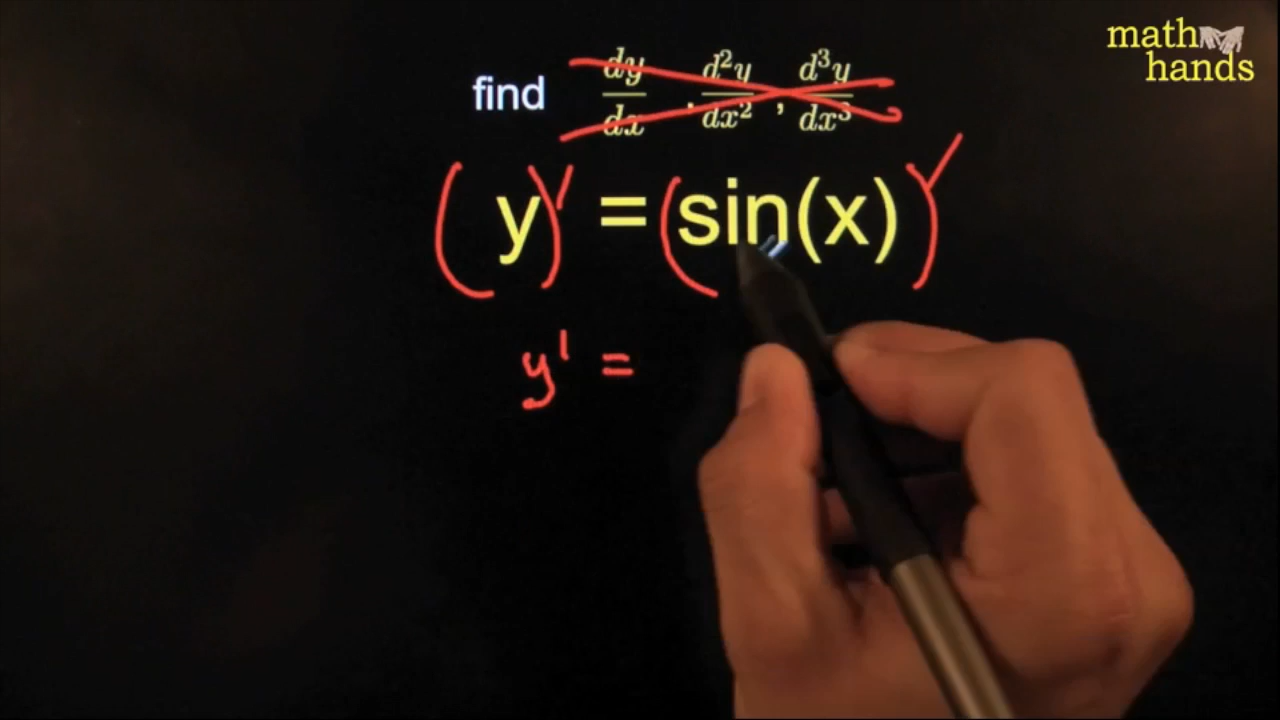 math
hands
find dy/dx , d²y/dx² , d³y/dx³
(y)' = (sin(x))'
y' =